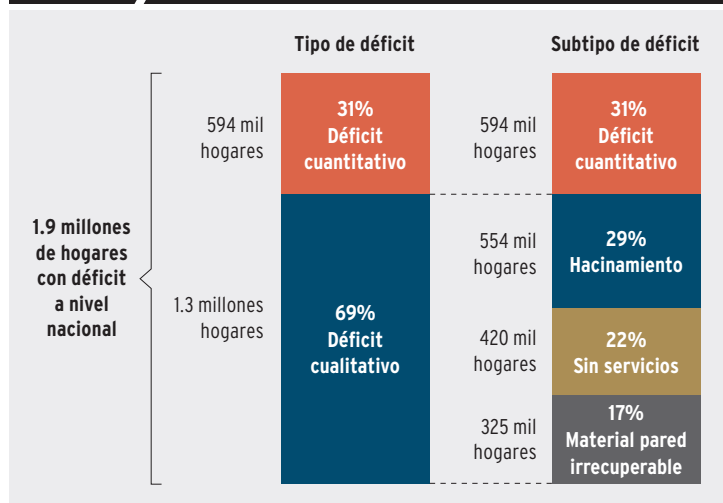 Tipo de déficit
Subtipo de déficit
1.9 millones
de hogares
con déficit
a nivel
nacional
594 mil
hogares
31%
Déficit
cuantitativo
1.3 millones
hogares
69%
Déficit
cualitativo
594 mil
hogares
31%
Déficit
cuantitativo
554 mil
hogares
29%
Hacinamiento
420 mil
hogares
22%
Sin servicios
325 mil
hogares
17%
Material pared
irrecuperable